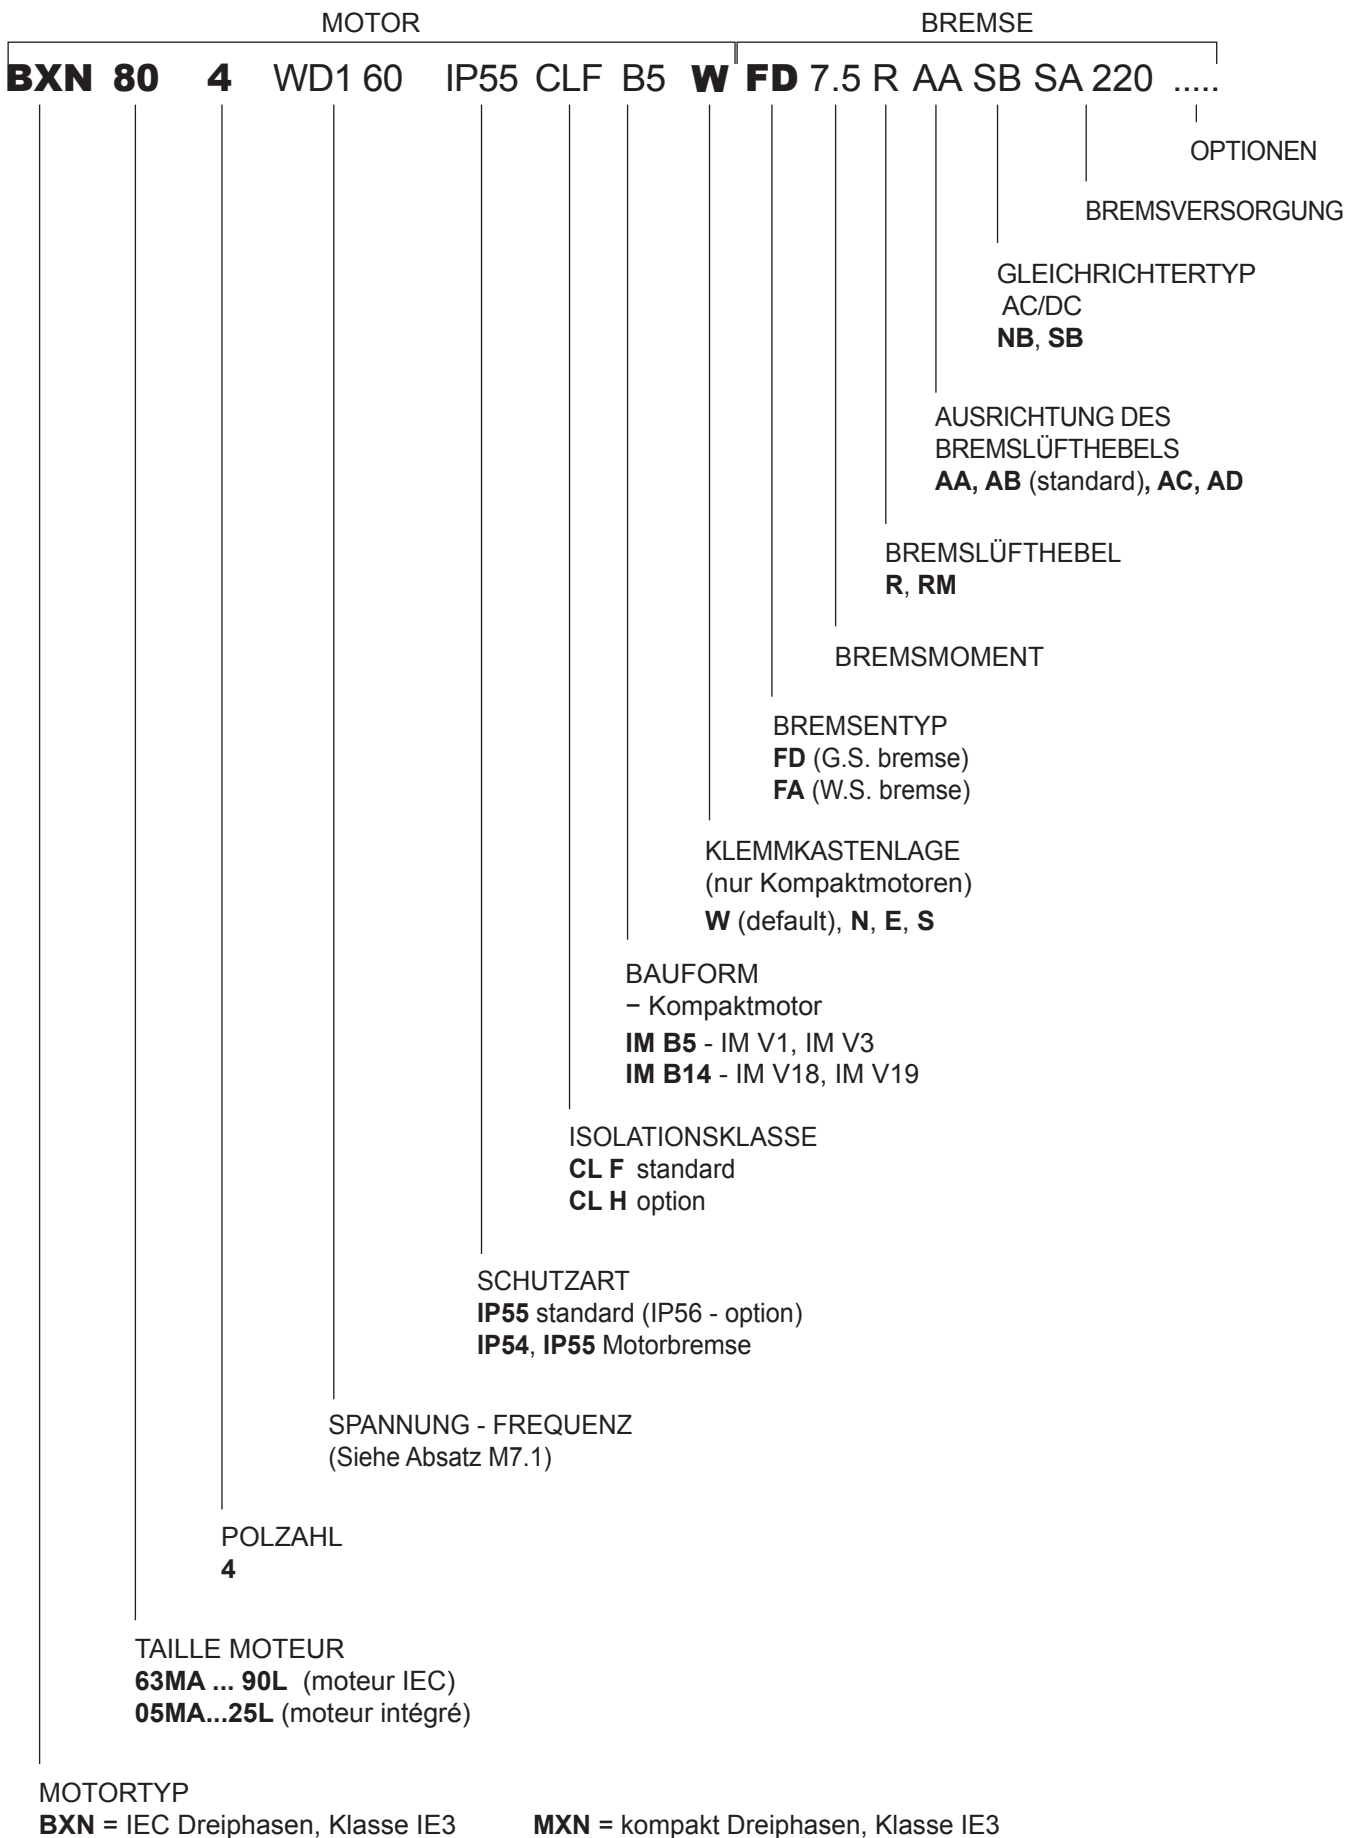 MOTOR BREMSE
BXN 80 4 WD1 60 IP55 CLF B5 W FD 7.5 R AA SB SA 220 .....
OPTIONEN
BREMSVERSORGUNG
GLEICHRICHTERTYP
AC/DC
NB, SB
AUSRICHTUNG DES
BREMSLÜFTHEBELS
AA, AB (standard), AC, AD
BREMSLÜFTHEBEL
R, RM
BREMSMOMENT
BREMSENTYP
FD (G.S. bremse)
FA (W.S. bremse)
KLEMMKASTENLAGE
(nur Kompaktmotoren)
W (default), N, E, S
BAUFORM
− Kompaktmotor
IM B5 - IM V1, IM V3
IM B14 - IM V18, IM V19
ISOLATIONSKLASSE
CL F standard
CL H option
SCHUTZART
IP55 standard (IP56 - option)
IP54, IP55 Motorbremse
SPANNUNG - FREQUENZ
(Siehe Absatz M7.1)
POLZAHL
4
TAILLE MOTEUR
63MA ... 90L (moteur IEC)
05MA...25L (moteur intégré)
MOTORTYP
BXN = IEC Dreiphasen, Klasse IE3 MXN = kompakt Dreiphasen, Klasse IE3